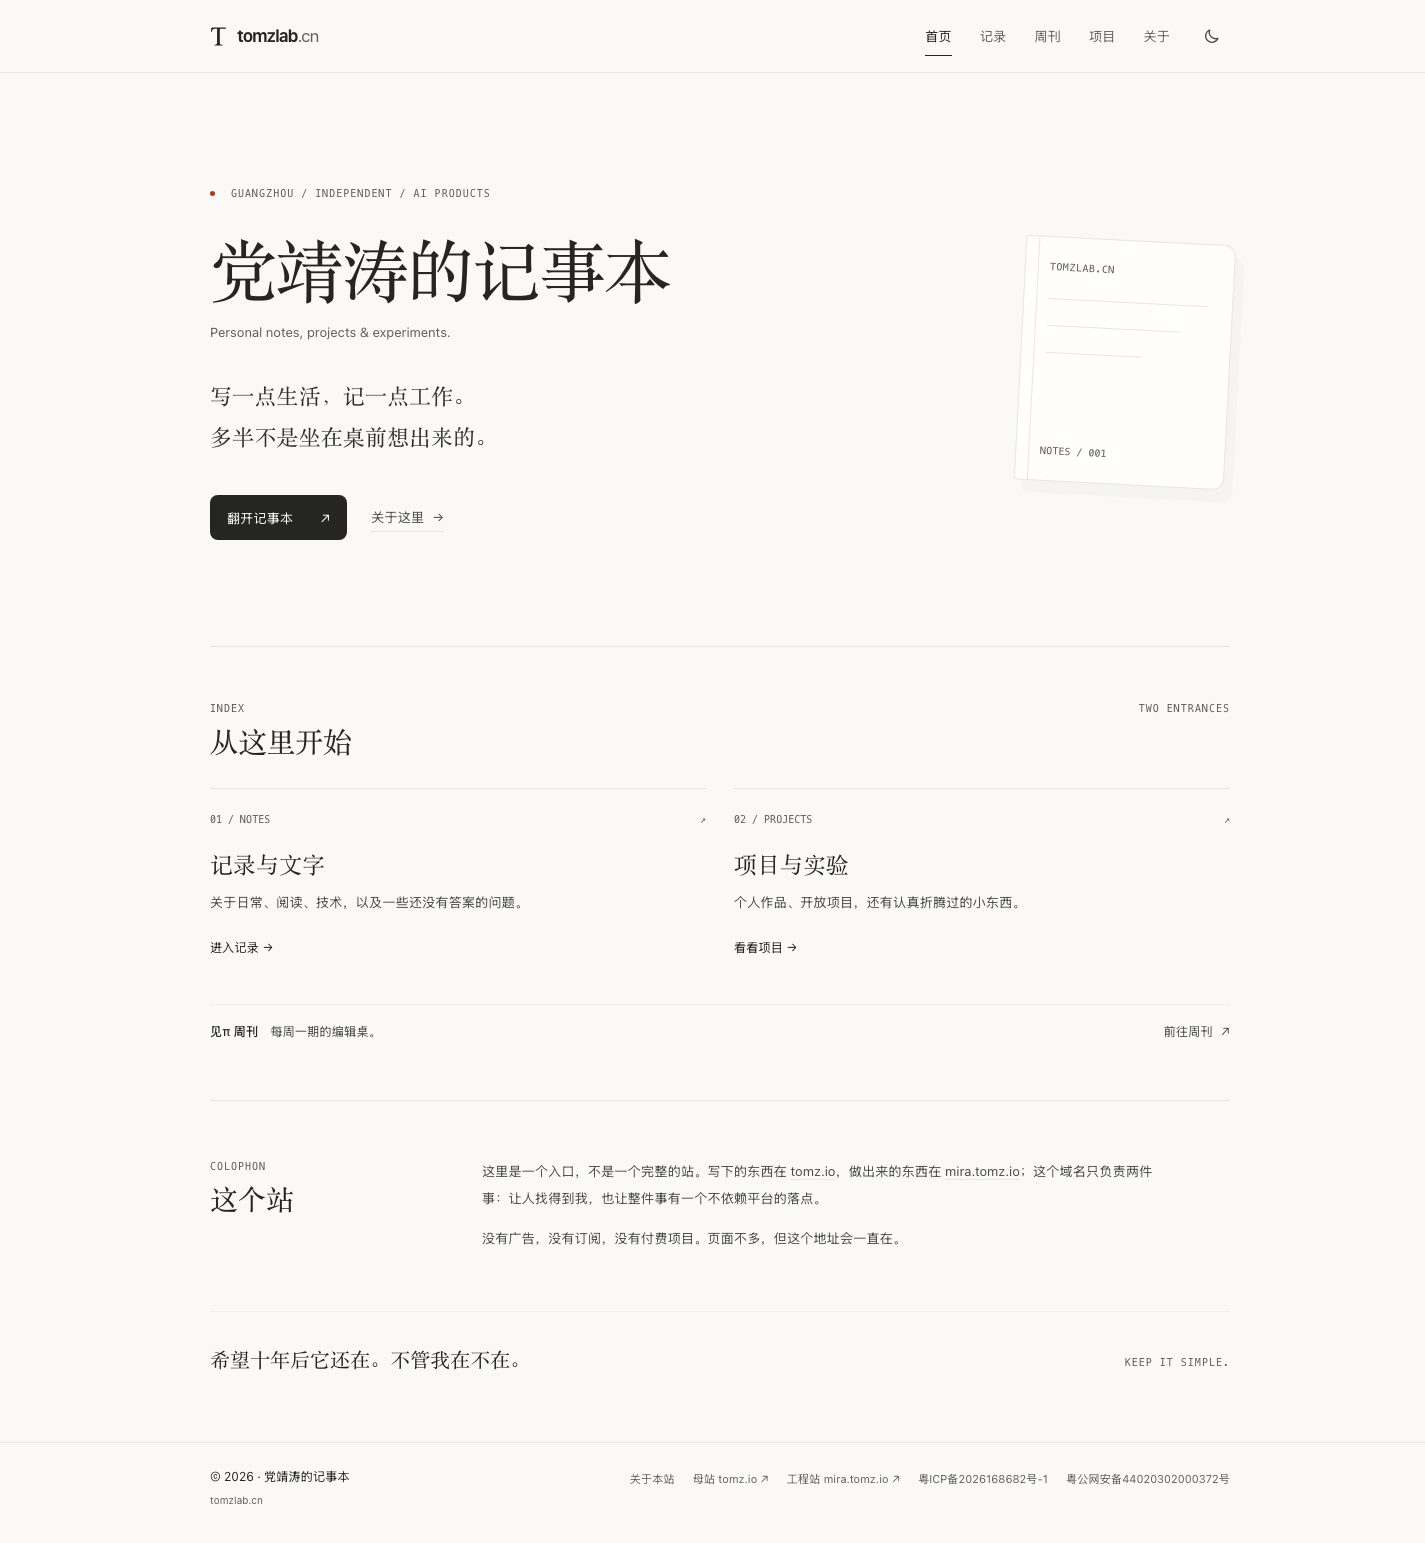 T tomzlab.cn
首页 记录 周刊 项目 关于
GUANGZHOU / INDEPENDENT / AI PRODUCTS
党靖涛的记事本
Personal notes, projects & experiments.
写一点生活，记一点工作。
多半不是坐在桌前想出来的。
翻开记事本 ↗ 关于这里 →
TOMZLAB.CN
NOTES / 001
INDEX
TWO ENTRANCES
从这里开始
01 / NOTES ↗
记录与文字
关于日常、阅读、技术，以及一些还没有答案的问题。
进入记录 →
02 / PROJECTS ↗
项目与实验
个人作品、开放项目，还有认真折腾过的小东西。
看看项目 →
见π 周刊 每周一期的编辑桌。 前往周刊 ↗
COLOPHON
这个站
这里是一个入口，不是一个完整的站。写下的东西在 tomz.io，做出来的东西在 mira.tomz.io；这个域名只负责两件
事：让人找得到我，也让整件事有一个不依赖平台的落点。
没有广告，没有订阅，没有付费项目。页面不多，但这个地址会一直在。
希望十年后它还在。不管我在不在。
KEEP IT SIMPLE.
© 2026 · 党靖涛的记事本
tomzlab.cn
关于本站 母站 tomz.io ↗ 工程站 mira.tomz.io ↗ 粤ICP备2026168682号-1 粤公网安备44020302000372号